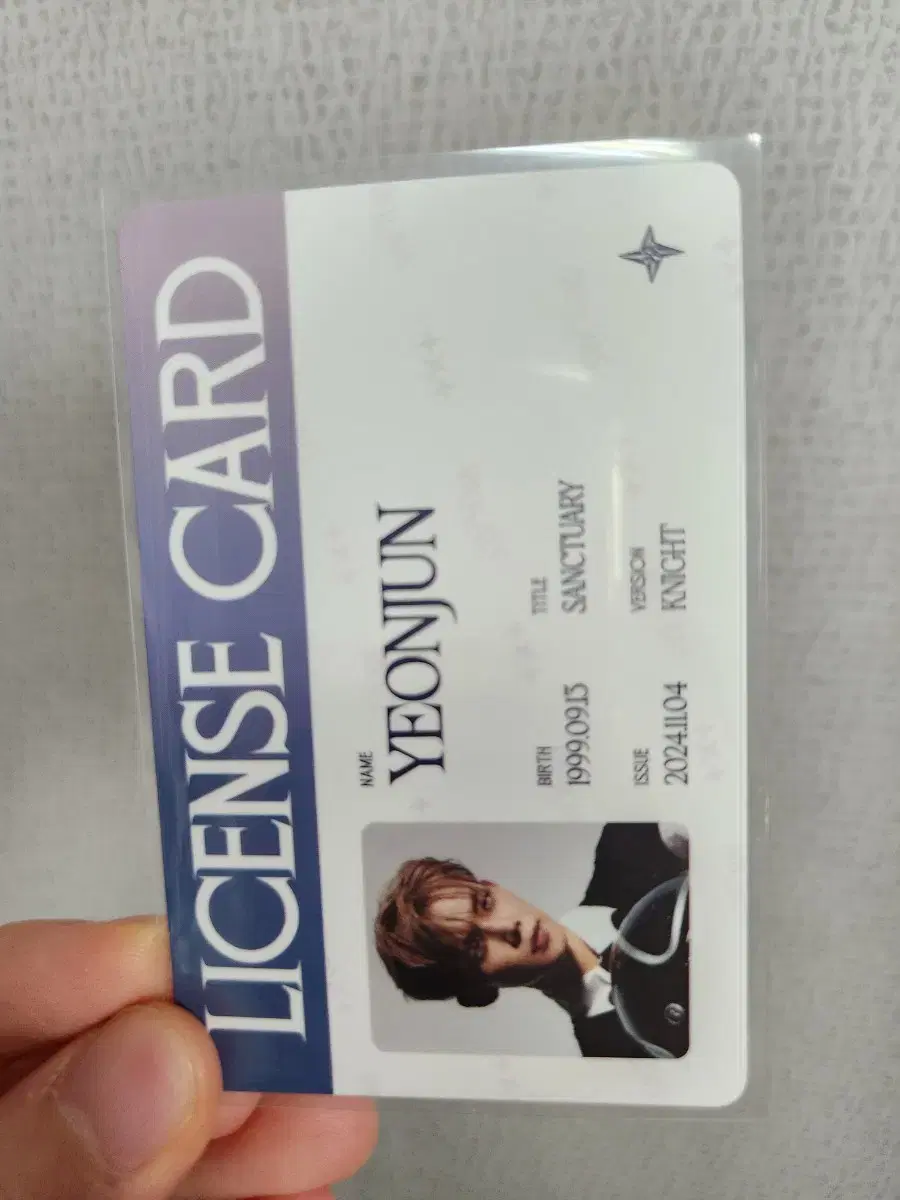 LICENSE CARD
NAME
YEONJUN
BIRTH TITLE
1999.09.13 SANCTUARY
ISSUE VERSION
2024.11.04 KNIGHT